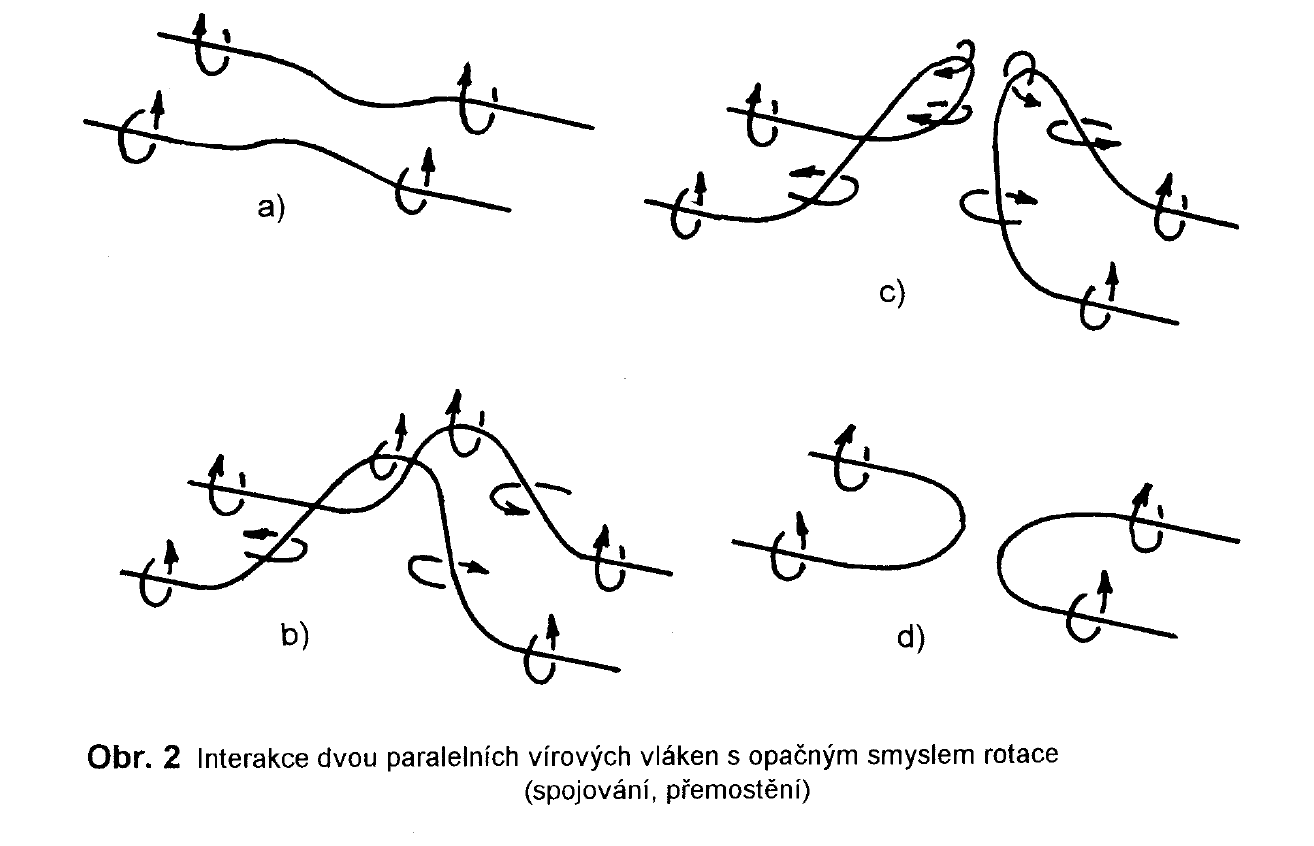 a)
c)
b)
d)
Obr. 2 Interakce dvou paralelních vírových vláken s opačným smyslem rotace
(spojování, přemostění)